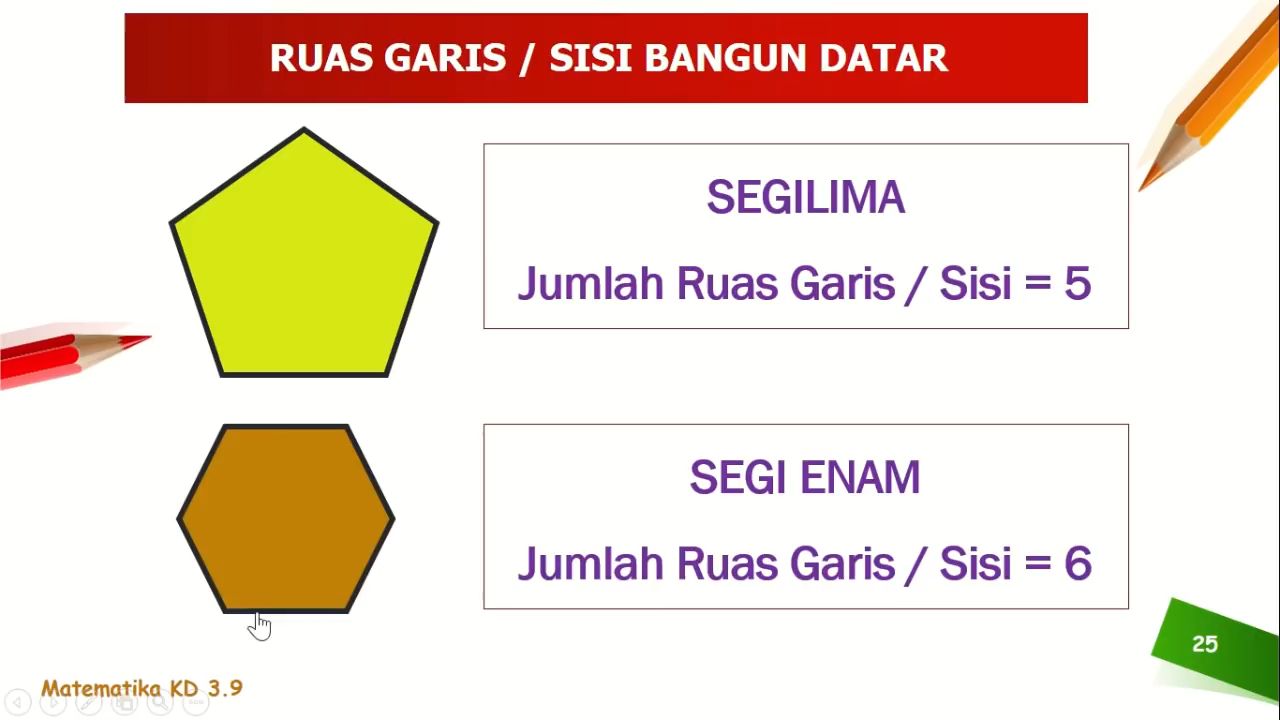 RUAS GARIS / SISI BANGUN DATAR
SEGILIMA
Jumlah Ruas Garis / Sisi = 5
SEGI ENAM
Jumlah Ruas Garis / Sisi = 6
25
Matematika KD 3.9